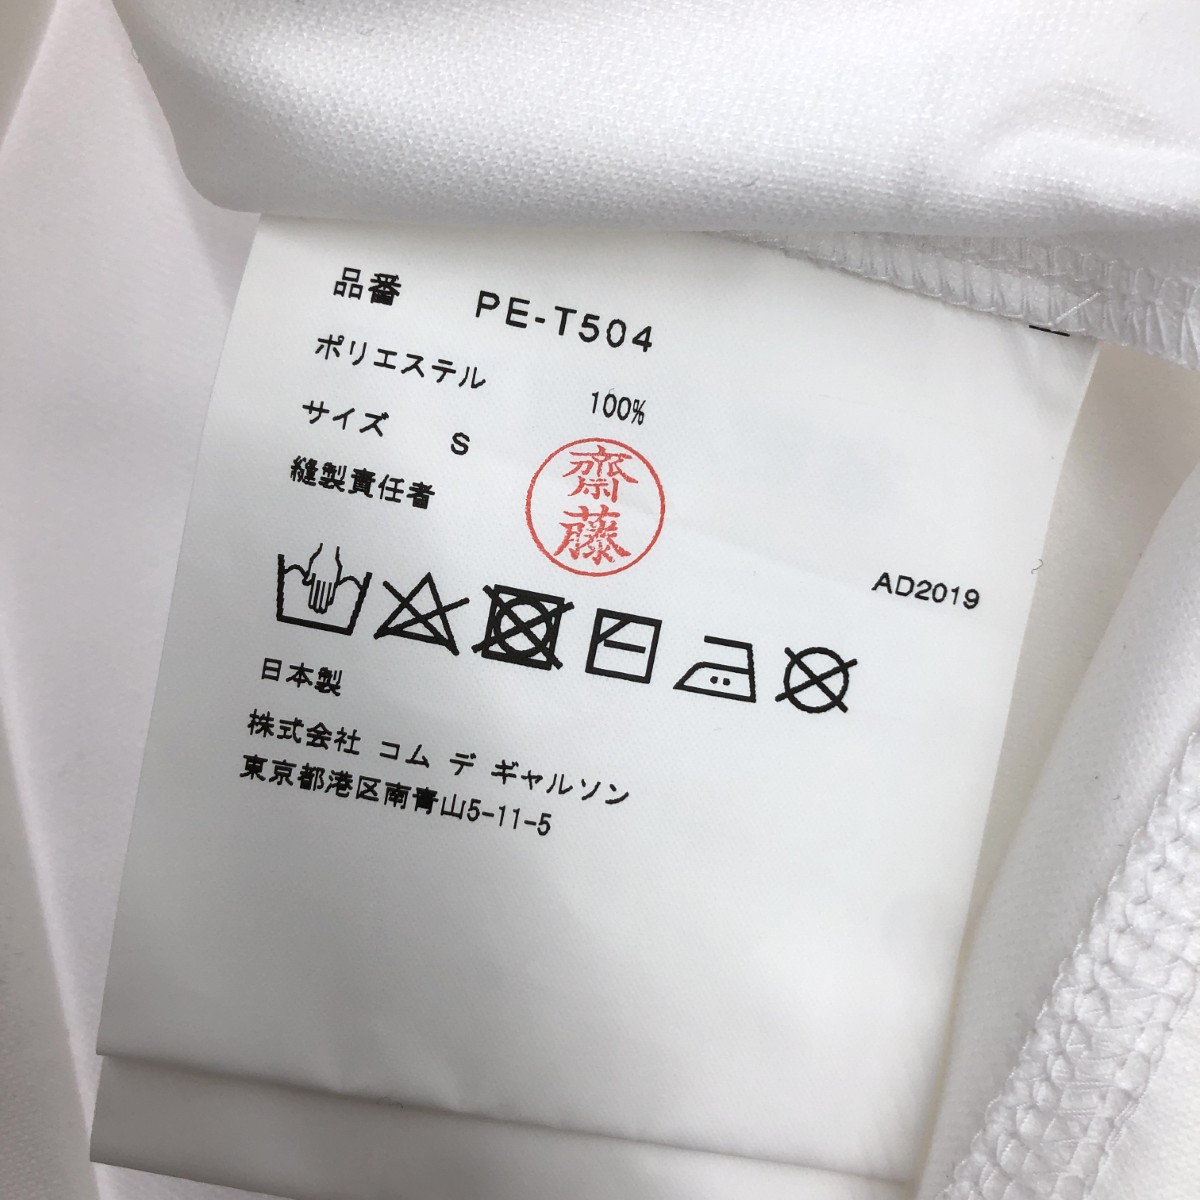 品番 PE-T504
ポリエステル 100%
サイズ S
縫製責任者 齋藤
AD2019
日本製
株式会社 コム デ ギャルソン
東京都港区南青山5-11-5